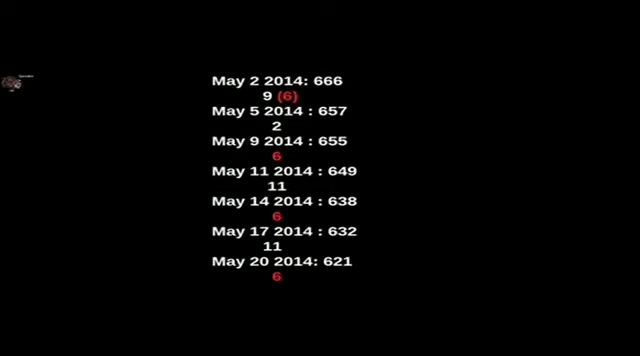 May 2 2014: 666
9 (6)
May 5 2014 : 657
2
May 9 2014 : 655
6
May 11 2014 : 649
11
May 14 2014 : 638
6
May 17 2014 : 632
11
May 20 2014: 621
6